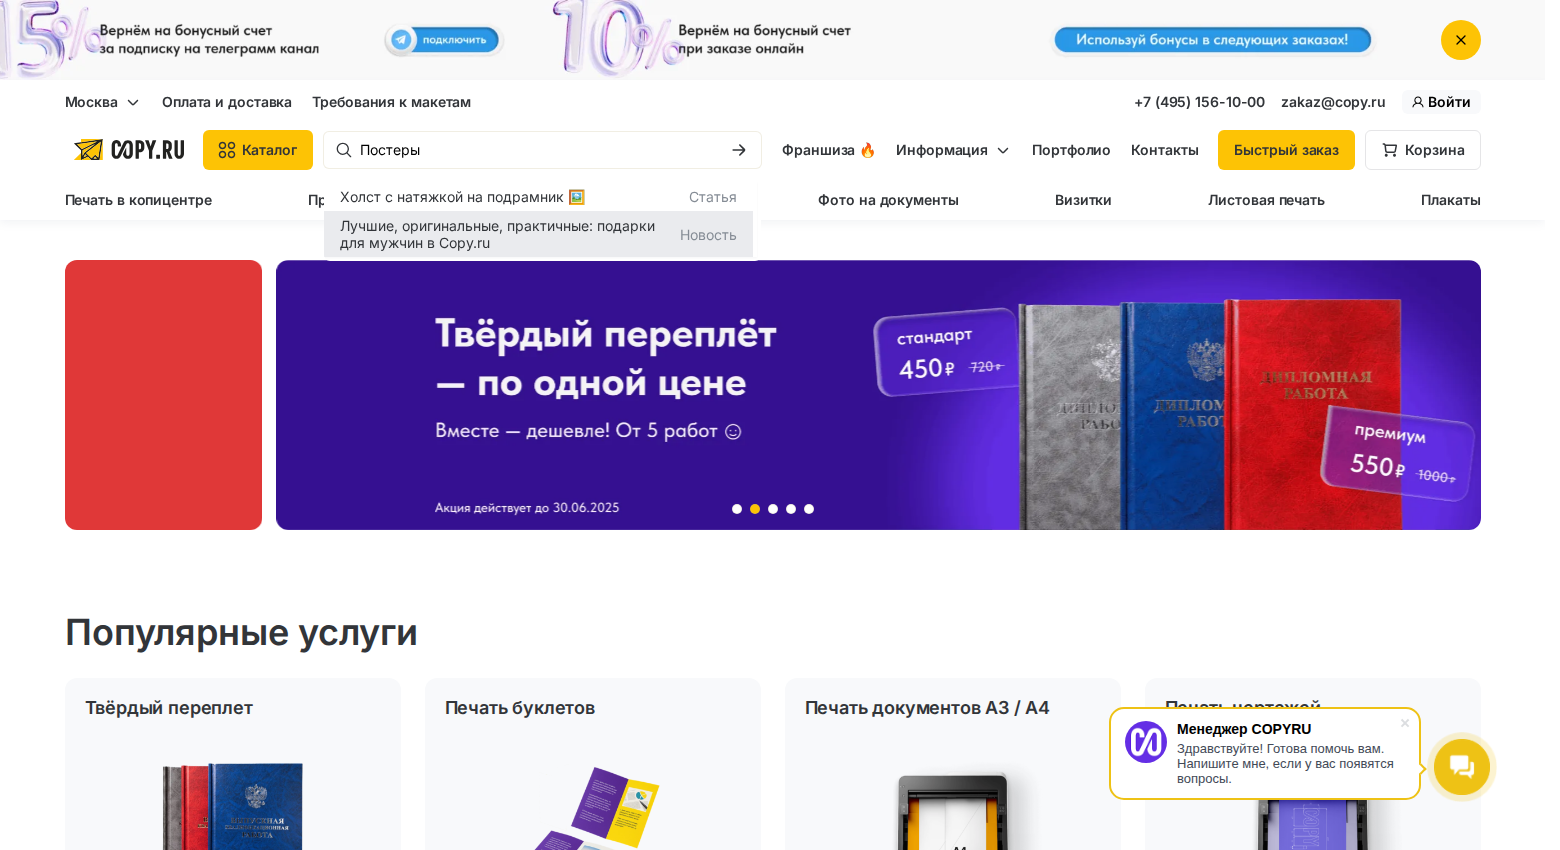 15%
Вернём на бонусный счет
за подписку на телеграмм канал
подключить
10%
Вернём на бонусный счет
при заказе онлайн
Используй бонусы в следующих заказах!
Москва
Оплата и доставка
Требования к макетам
+7 (495) 156-10-00
zakaz@copy.ru
Войти
COPY.RU
Каталог
Постеры
Франшиза 🔥
Информация
Портфолио
Контакты
Быстрый заказ
Корзина
Печать в копицентре
Пр
Фото на документы
Визитки
Листовая печать
Плакаты
Холст с натяжкой на подрамник 🖼️
Статья
Лучшие, оригинальные, практичные: подарки
для мужчин в Copy.ru
Новость
Твёрдый переплёт
— по одной цене
Вместе — дешевле! От 5 работ ☺
Акция действует до 30.06.2025
стандарт
450₽ 720₽
ДИПЛО
РАБО
ДИПЛОМ
РАБОТ
ДИПЛОМНАЯ
РАБОТА
премиум
550₽ 1000₽
Популярные услуги
Твёрдый переплет
Печать буклетов
Печать документов А3 / А4
Печать чертежей
РАБОТА
Менеджер COPYRU
Здравствуйте! Готова помочь вам.
Напишите мне, если у вас появятся
вопросы.